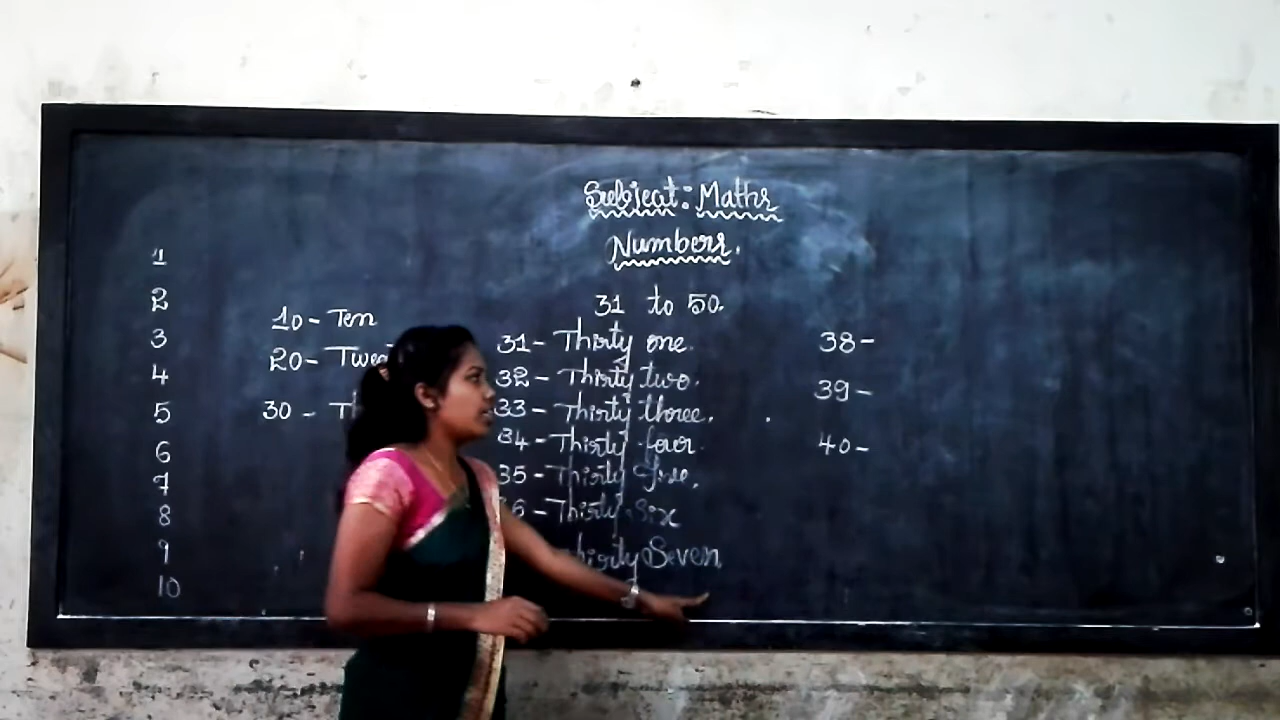 Subject: Maths
Numbers.
31 to 50.
1
2
3
4
5
6
7
8
9
10
10 - Ten
20 -
30 -
31 - Thirty one.
32 - Thirty two.
33 - Thirty three.
34 - Thirty four.
35 - Thirty five.
Thirty six
Seven
38 -
39 -
40 -